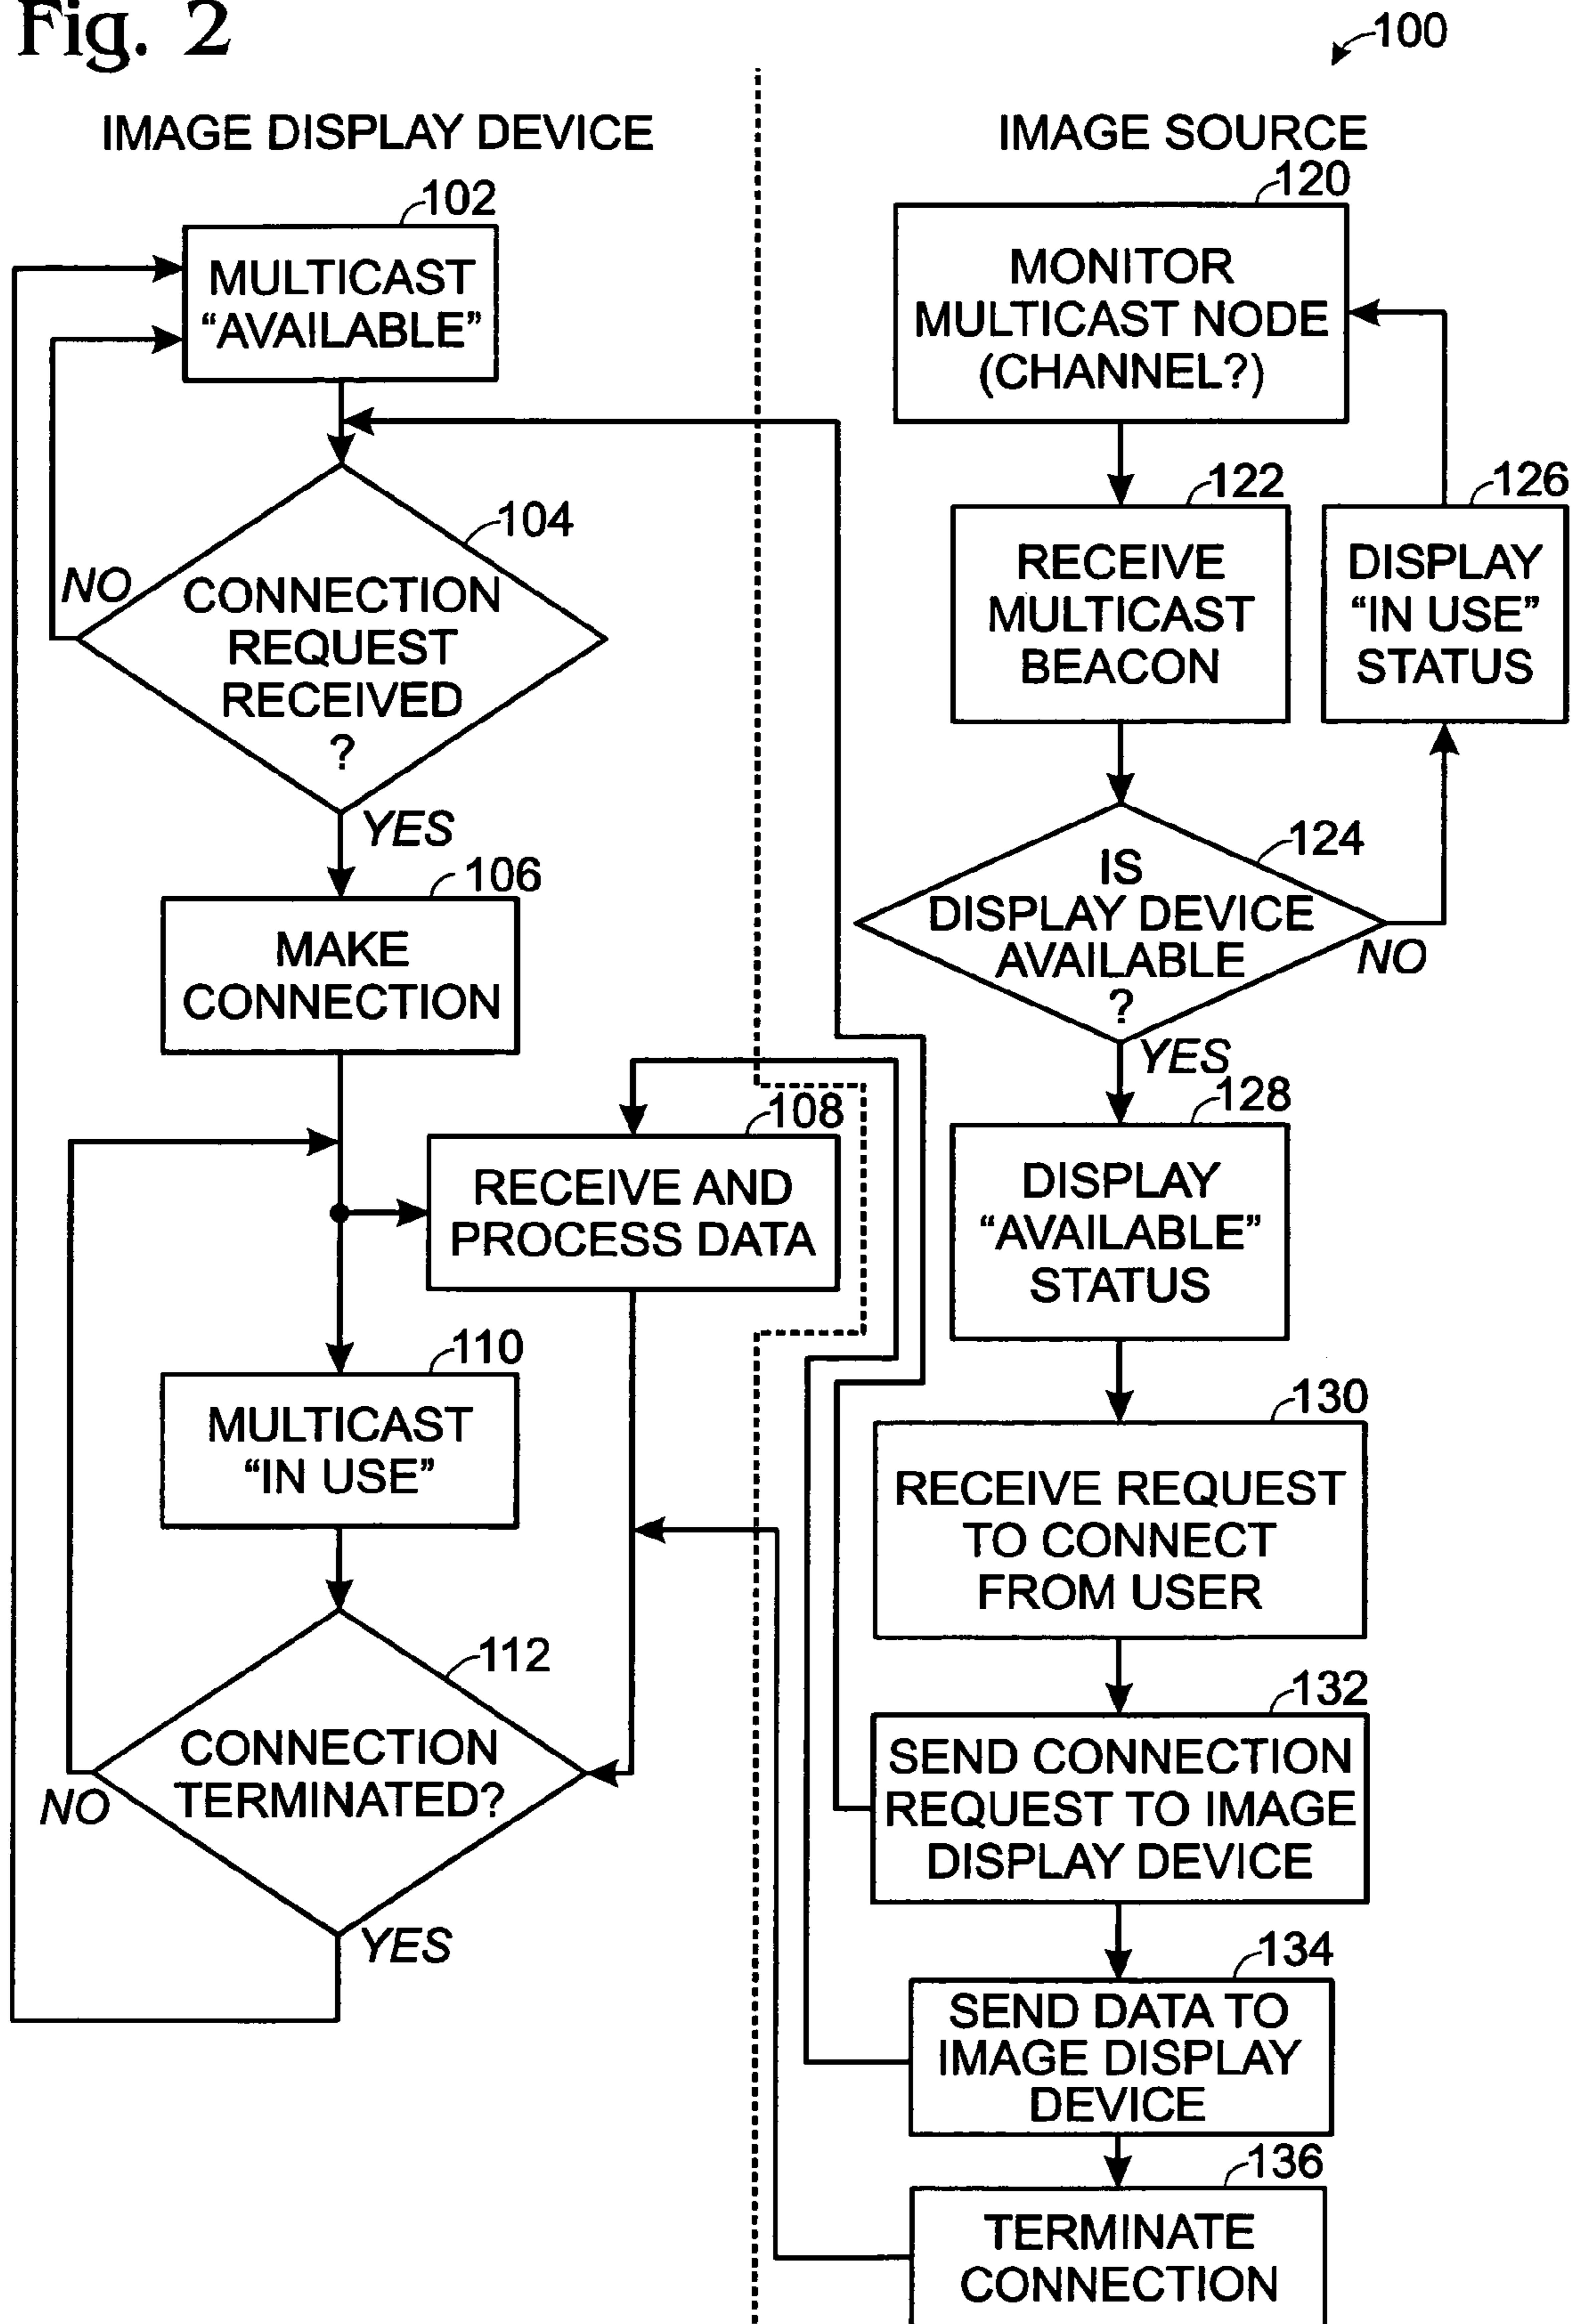 Fig. 2
100
IMAGE DISPLAY DEVICE
102
MULTICAST
“AVAILABLE”
104
CONNECTION
REQUEST
RECEIVED
?
NO
YES
106
MAKE
CONNECTION
108
RECEIVE AND
PROCESS DATA
110
MULTICAST
“IN USE”
112
CONNECTION
TERMINATED?
NO
YES
IMAGE SOURCE
120
MONITOR
MULTICAST NODE
(CHANNEL?)
122
RECEIVE
MULTICAST
BEACON
126
DISPLAY
“IN USE”
STATUS
124
IS
DISPLAY DEVICE
AVAILABLE
?
NO
YES
128
DISPLAY
“AVAILABLE”
STATUS
130
RECEIVE REQUEST
TO CONNECT
FROM USER
132
SEND CONNECTION
REQUEST TO IMAGE
DISPLAY DEVICE
134
SEND DATA TO
IMAGE DISPLAY
DEVICE
136
TERMINATE
CONNECTION